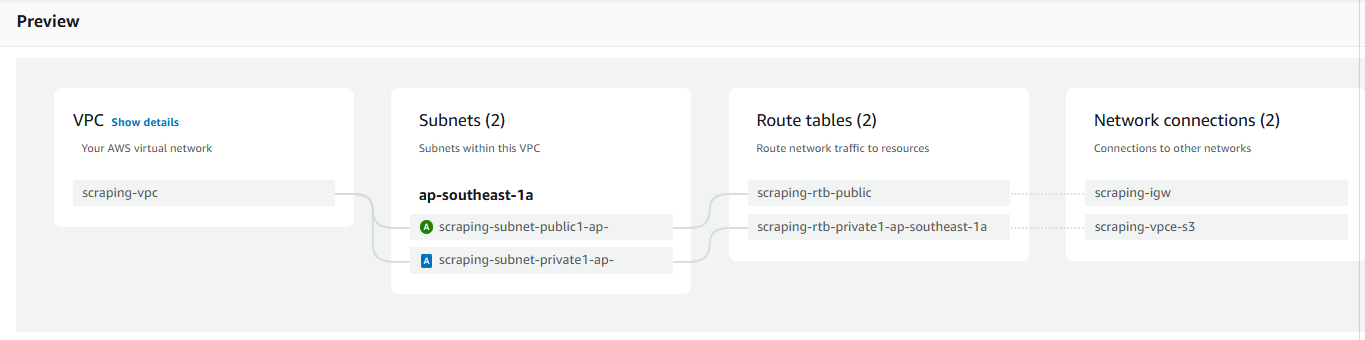 Preview
VPC Show details
Your AWS virtual network
scraping-vpc
Subnets (2)
Subnets within this VPC
ap-southeast-1a
A scraping-subnet-public1-ap-
A scraping-subnet-private1-ap-
Route tables (2)
Route network traffic to resources
scraping-rtb-public
scraping-rtb-private1-ap-southeast-1a
Network connections (2)
Connections to other networks
scraping-igw
scraping-vpce-s3